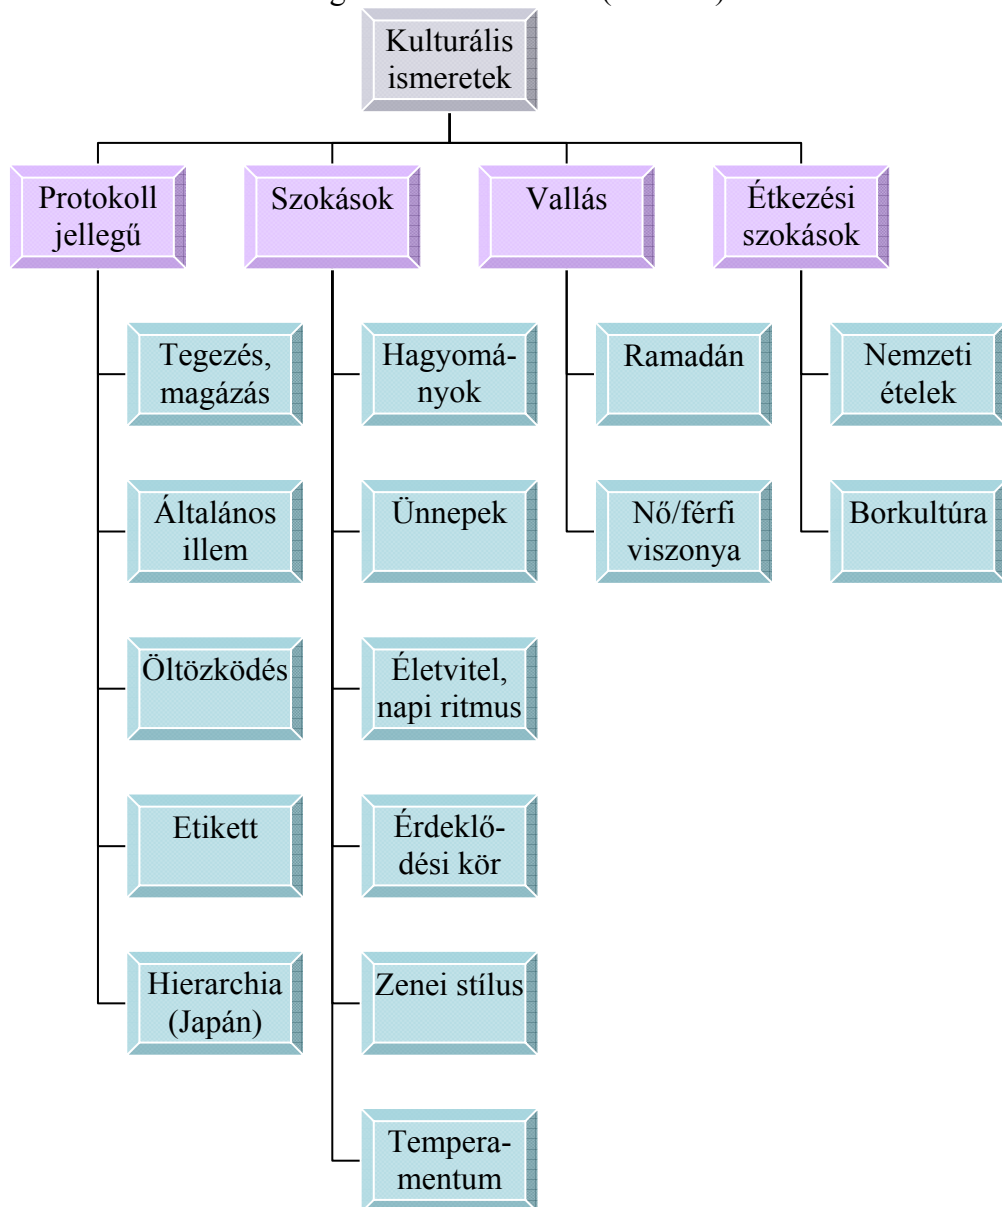 Kulturális
ismeretek
Protokoll
jellegű
Szokások
Vallás
Étkezési
szokások
Tegezés,
magázás
Hagyomá-
nyok
Ramadán
Nemzeti
ételek
Általános
illem
Ünnepek
Nő/férfi
viszonya
Borkultúra
Öltözködés
Életvitel,
napi ritmus
Etikett
Érdeklő-
dési kör
Hierarchia
(Japán)
Zenei stílus
Tempera-
mentum